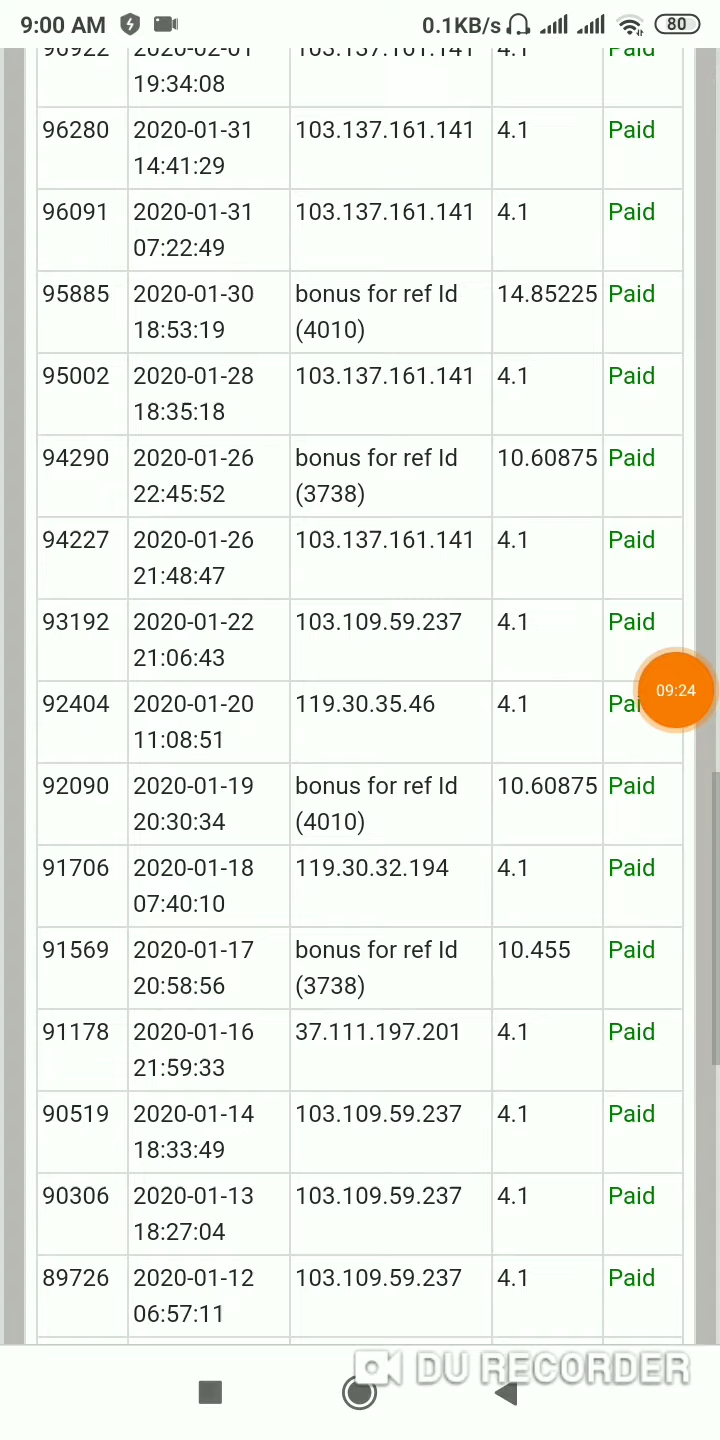 9:00 AM 0.1KB/s 80
19:34:08
96280 2020-01-31 103.137.161.141 4.1 Paid
14:41:29
96091 2020-01-31 103.137.161.141 4.1 Paid
07:22:49
95885 2020-01-30 bonus for ref Id 14.85225 Paid
18:53:19 (4010)
95002 2020-01-28 103.137.161.141 4.1 Paid
18:35:18
94290 2020-01-26 bonus for ref Id 10.60875 Paid
22:45:52 (3738)
94227 2020-01-26 103.137.161.141 4.1 Paid
21:48:47
93192 2020-01-22 103.109.59.237 4.1 Paid
21:06:43
09:24
92404 2020-01-20 119.30.35.46 4.1 Pai
11:08:51
92090 2020-01-19 bonus for ref Id 10.60875 Paid
20:30:34 (4010)
91706 2020-01-18 119.30.32.194 4.1 Paid
07:40:10
91569 2020-01-17 bonus for ref Id 10.455 Paid
20:58:56 (3738)
91178 2020-01-16 37.111.197.201 4.1 Paid
21:59:33
90519 2020-01-14 103.109.59.237 4.1 Paid
18:33:49
90306 2020-01-13 103.109.59.237 4.1 Paid
18:27:04
89726 2020-01-12 103.109.59.237 4.1 Paid
06:57:11
DU RECORDER